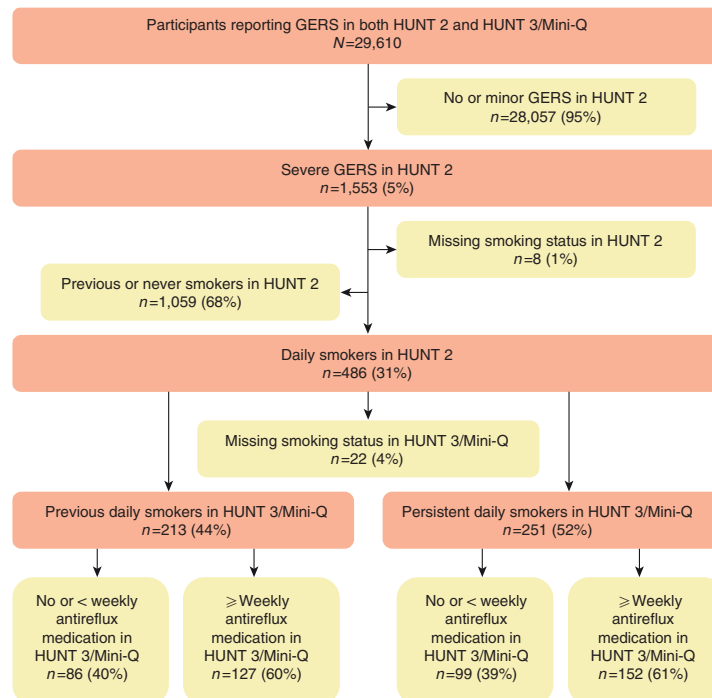 Participants reporting GERS in both HUNT 2 and HUNT 3/Mini-Q
N=29,610
No or minor GERS in HUNT 2
n=28,057 (95%)
Severe GERS in HUNT 2
n=1,553 (5%)
Missing smoking status in HUNT 2
n=8 (1%)
Previous or never smokers in HUNT 2
n=1,059 (68%)
Daily smokers in HUNT 2
n=486 (31%)
Missing smoking status in HUNT 3/Mini-Q
n=22 (4%)
Previous daily smokers in HUNT 3/Mini-Q
n=213 (44%)
Persistent daily smokers in HUNT 3/Mini-Q
n=251 (52%)
No or < weekly
antireflux
medication in
HUNT 3/Mini-Q
n=86 (40%)
⩾Weekly
antireflux
medication in
HUNT 3/Mini-Q
n=127 (60%)
No or < weekly
antireflux
medication in
HUNT 3/Mini-Q
n=99 (39%)
⩾Weekly
antireflux
medication in
HUNT 3/Mini-Q
n=152 (61%)